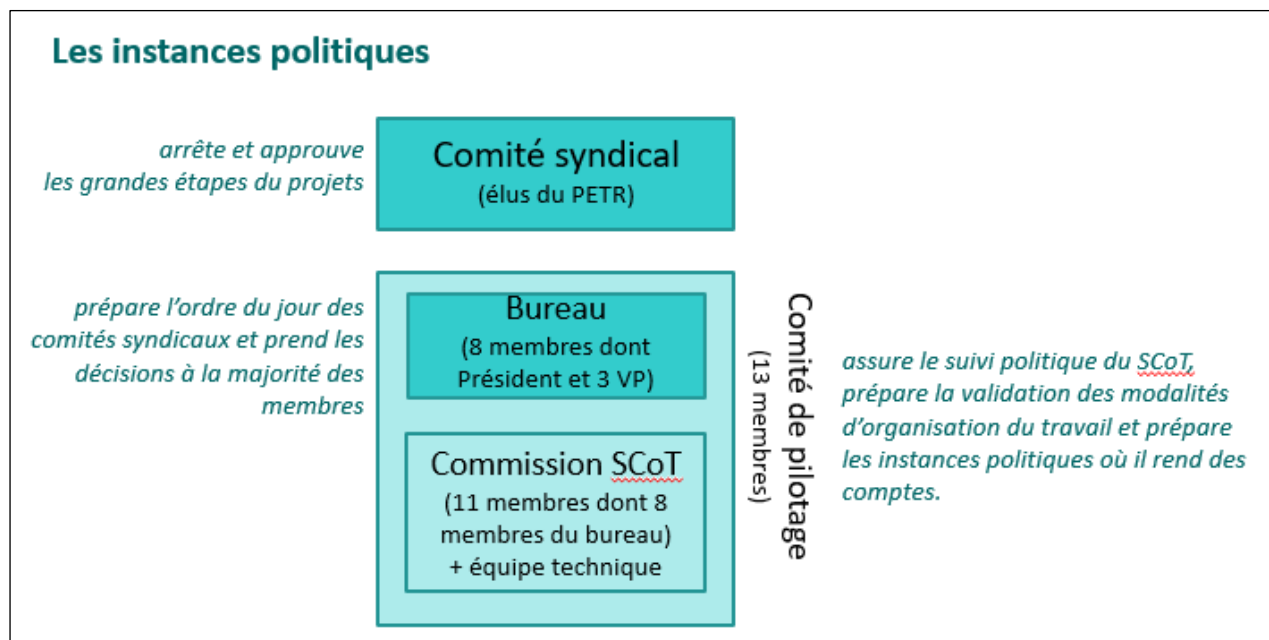 Les instances politiques
arrête et approuve
les grandes étapes du projets
Comité syndical
(élus du PETR)
prépare l'ordre du jour des
comités syndicaux et prend les
décisions à la majorité des
membres
Bureau
(8 membres dont
Président et 3 VP)
Commission SCoT
(11 membres dont 8
membres du bureau)
+ équipe technique
Comité de pilotage
(13 membres)
assure le suivi politique du SCoT,
prépare la validation des modalités
d'organisation du travail et prépare
les instances politiques où il rend des
comptes.